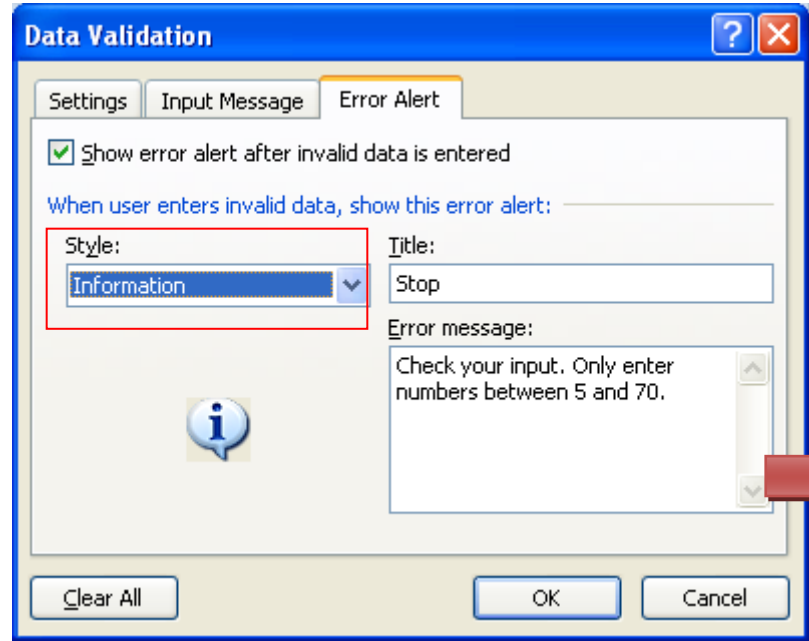 Data Validation
Settings Input Message Error Alert
Show error alert after invalid data is entered
When user enters invalid data, show this error alert:
Style: Title:
Information Stop
Error message:
Check your input. Only enter
numbers between 5 and 70.
Clear All OK Cancel